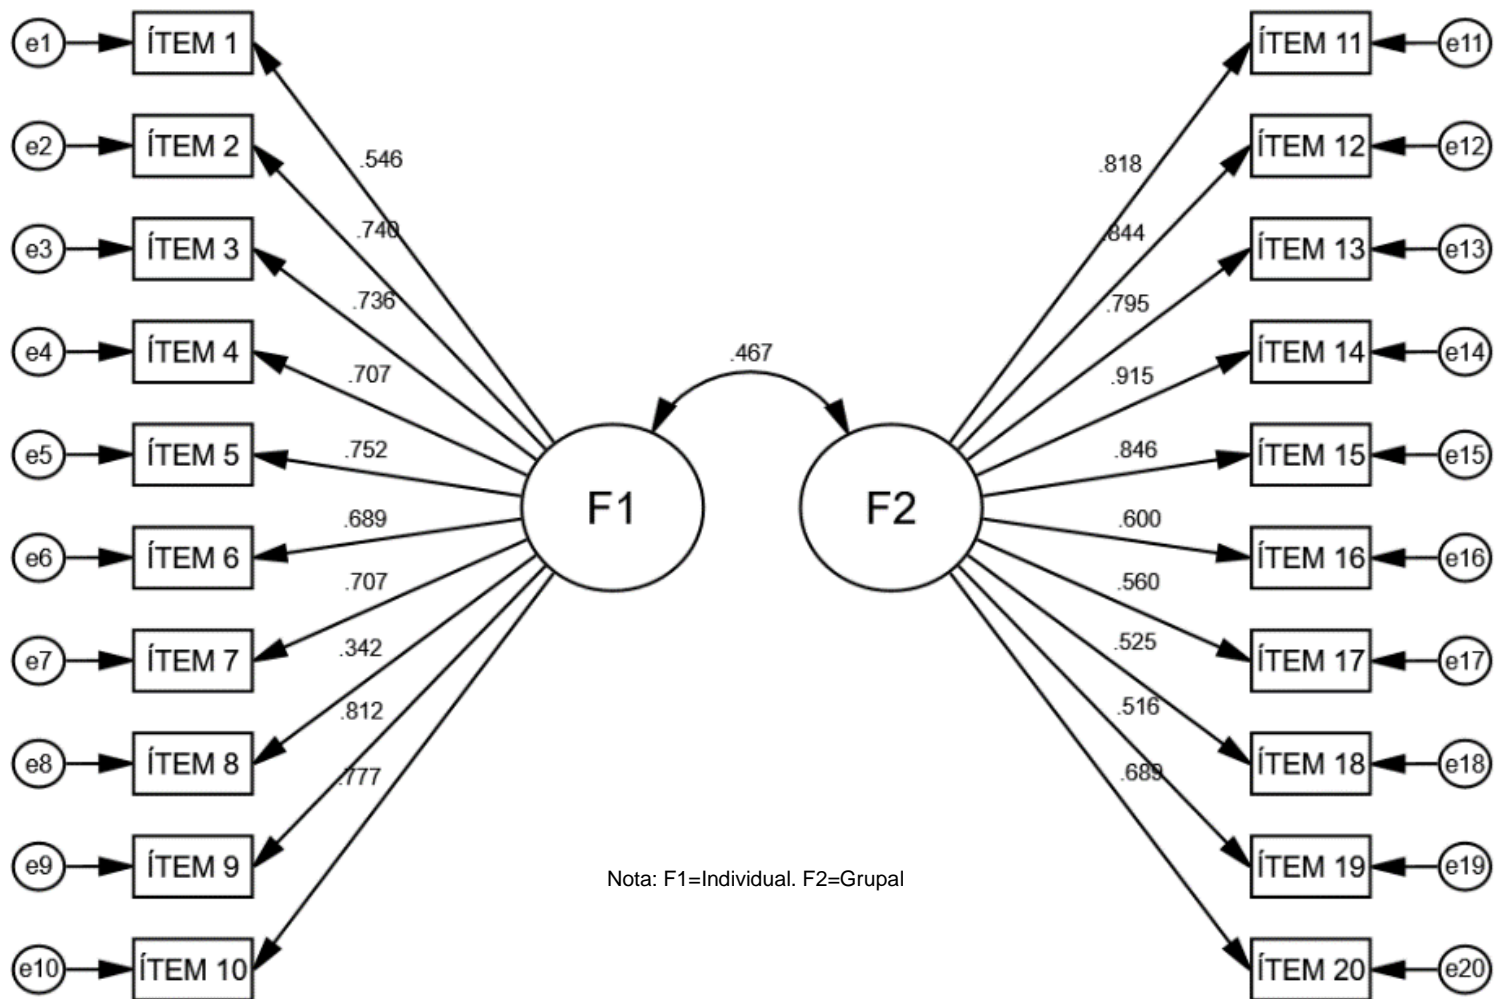 e1 ÍTEM 1
e2 ÍTEM 2
e3 ÍTEM 3
e4 ÍTEM 4
e5 ÍTEM 5
e6 ÍTEM 6
e7 ÍTEM 7
e8 ÍTEM 8
e9 ÍTEM 9
e10 ÍTEM 10
.546
.740
.736
.707
.752
.689
.707
.342
.812
.777
F1
.467
F2
.818
.844
.795
.915
.846
.600
.560
.525
.516
.689
ÍTEM 11 e11
ÍTEM 12 e12
ÍTEM 13 e13
ÍTEM 14 e14
ÍTEM 15 e15
ÍTEM 16 e16
ÍTEM 17 e17
ÍTEM 18 e18
ÍTEM 19 e19
ÍTEM 20 e20
Nota: F1=Individual. F2=Grupal